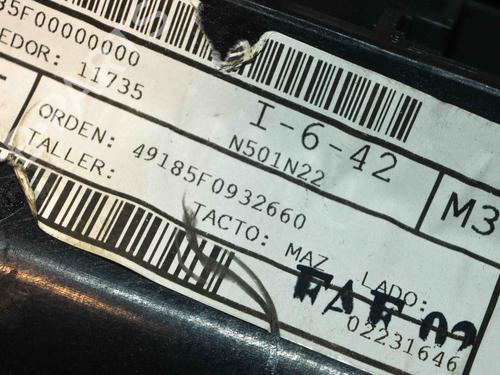 85F00000000
EDOR: 11735
I-6-42
N501N22
M3
ORDEN: 49185F0932660
TALLER:
TACTO: MAZ LADO:
02231646